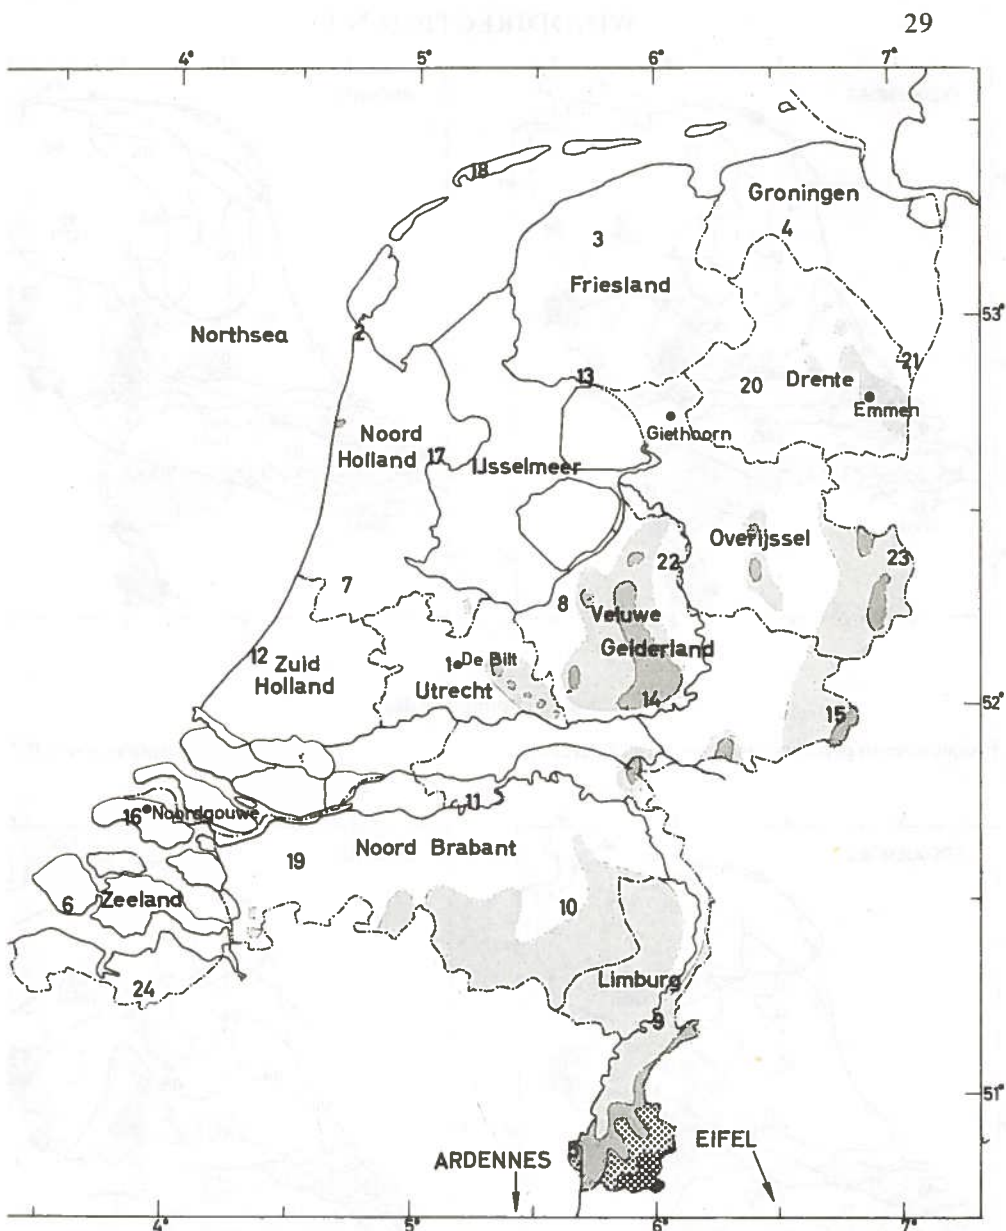 29
4° 5° 6° 7°
18
Groningen
4
3
Friesland
53°
Northsea
2
21
13
20 Drente
Emmen
Giethoorn
Noord
Holland 17
IJsselmeer
Overijssel
22 23
7
8
Veluwe
Gelderland
12 Zuid
Holland
1 De Bilt
Utrecht
14
52°
15
11
16 Noordgouwe
Noord Brabant
19
6 Zeeland
10
24
Limburg
9
51°
5
ARDENNES
EIFEL
4° 5° 6° 7°